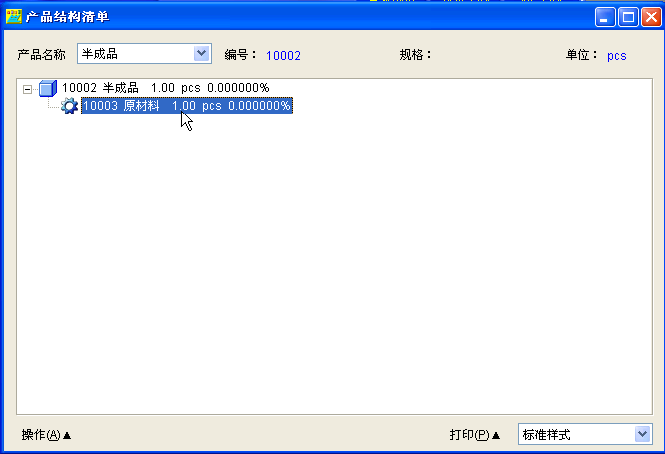 产品结构清单
产品名称 半成品 编号： 10002 规格： 单位： pcs
10002 半成品 1.00 pcs 0.000000%
10003 原材料 1.00 pcs 0.000000%
操作(A)▲ 打印(P)▲ 标准样式